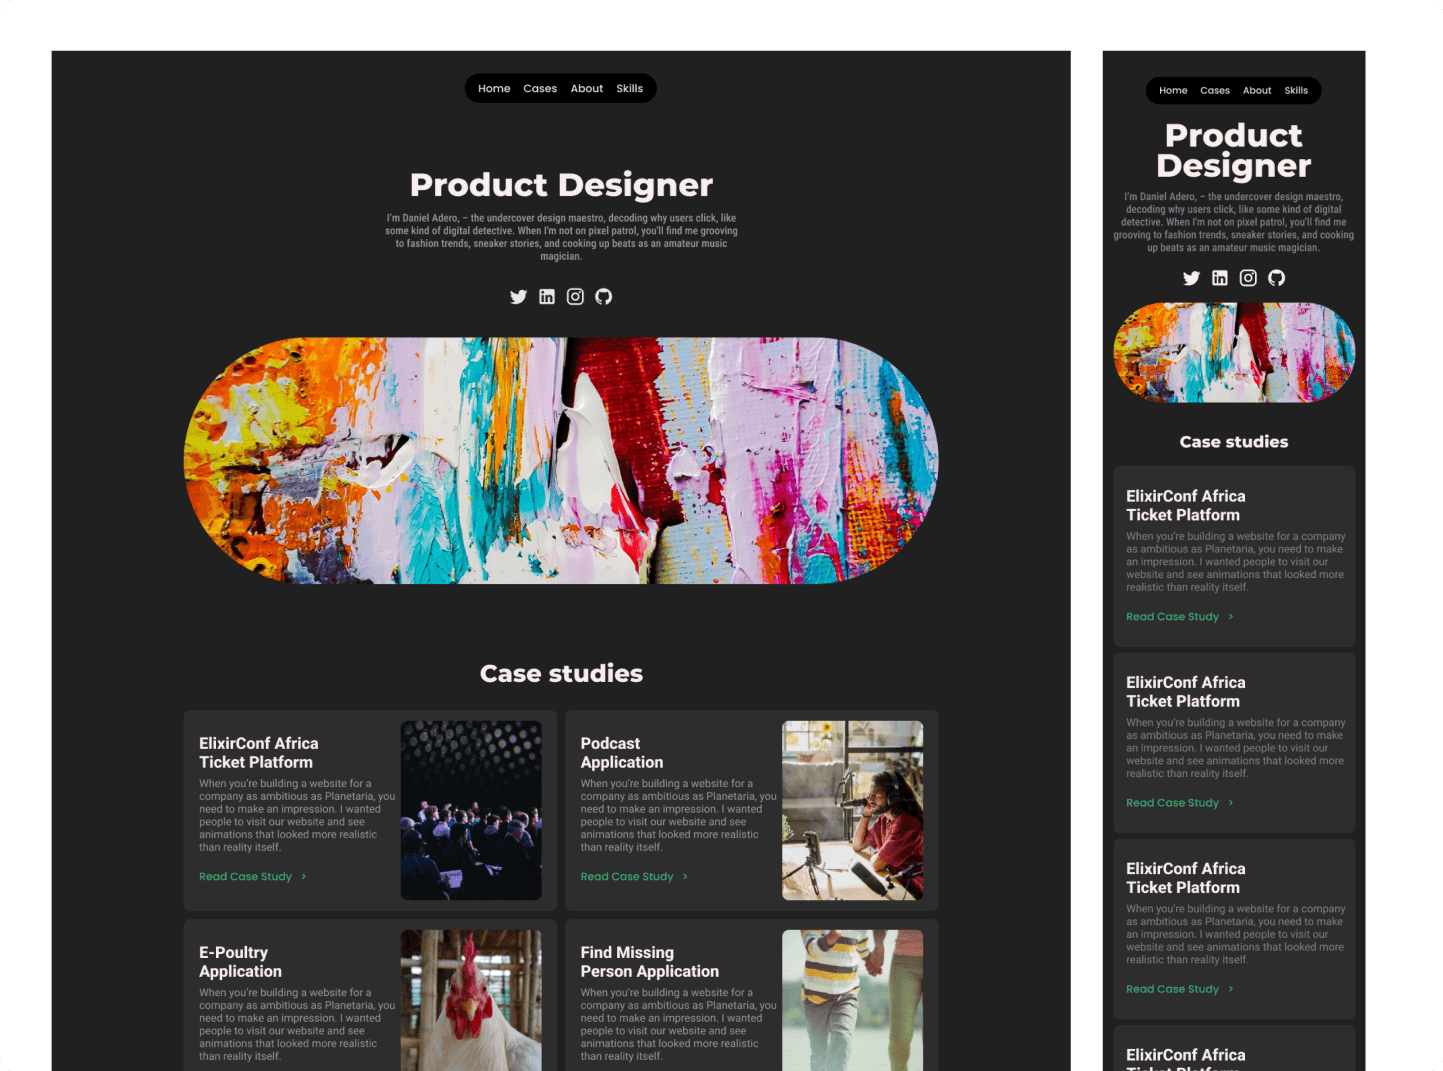 Home Cases About Skills
Product Designer
I'm Daniel Adero, – the undercover design maestro, decoding why users click, like
some kind of digital detective. When I'm not on pixel patrol, you'll find me grooving
to fashion trends, sneaker stories, and cooking up beats as an amateur music
magician.
Case studies
ElixirConf Africa
Ticket Platform
When you're building a website for a
company as ambitious as Planetaria, you
need to make an impression. I wanted
people to visit our website and see
animations that looked more realistic
than reality itself.
Read Case Study >
Podcast
Application
When you're building a website for a
company as ambitious as Planetaria, you
need to make an impression. I wanted
people to visit our website and see
animations that looked more realistic
than reality itself.
Read Case Study >
E-Poultry
Application
When you're building a website for a
company as ambitious as Planetaria, you
need to make an impression. I wanted
people to visit our website and see
animations that looked more realistic
than reality itself.
Find Missing
Person Application
When you're building a website for a
company as ambitious as Planetaria, you
need to make an impression. I wanted
people to visit our website and see
animations that looked more realistic
than reality itself.
Home Cases About Skills
Product
Designer
I'm Daniel Adero, – the undercover design maestro,
decoding why users click, like some kind of digital
detective. When I'm not on pixel patrol, you'll find me
grooving to fashion trends, sneaker stories, and cooking
up beats as an amateur music magician.
Case studies
ElixirConf Africa
Ticket Platform
When you're building a website for a company
as ambitious as Planetaria, you need to make
an impression. I wanted people to visit our
website and see animations that looked more
realistic than reality itself.
Read Case Study >
ElixirConf Africa
Ticket Platform
When you're building a website for a company
as ambitious as Planetaria, you need to make
an impression. I wanted people to visit our
website and see animations that looked more
realistic than reality itself.
Read Case Study >
ElixirConf Africa
Ticket Platform
When you're building a website for a company
as ambitious as Planetaria, you need to make
an impression. I wanted people to visit our
website and see animations that looked more
realistic than reality itself.
Read Case Study >
ElixirConf Africa
Ticket Platform